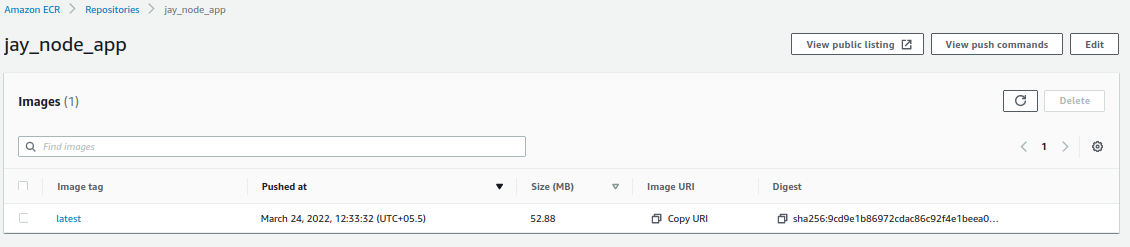 Amazon ECR > Repositories > jay_node_app
jay_node_app
View public listing
View push commands
Edit
Images (1)
Delete
Find images
1
Image tag Pushed at Size (MB) Image URI Digest
latest March 24, 2022, 12:33:32 (UTC+05.5) 52.88 Copy URI sha256:9cd9e1b86972cdac86c92f4e1beea0...